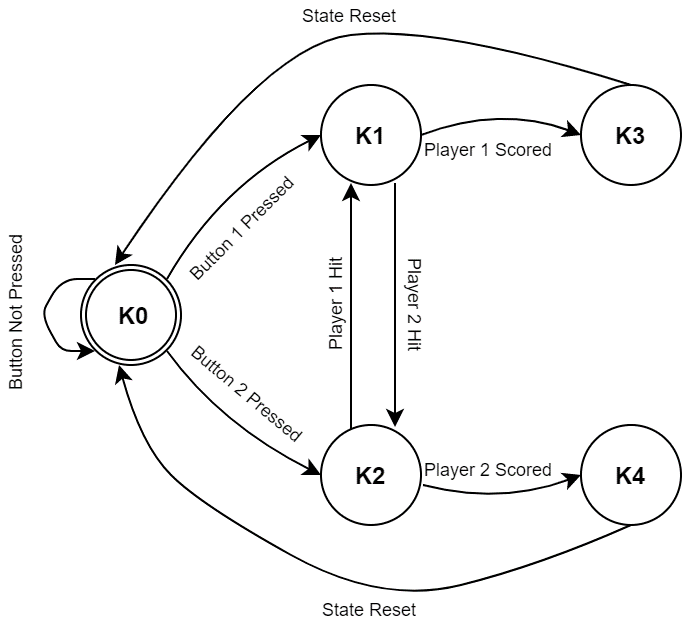 State Reset
K1
K3
Player 1 Scored
Button 1 Pressed
Button Not Pressed
K0
Player 1 Hit
Player 2 Hit
Button 2 Pressed
K2
Player 2 Scored
K4
State Reset